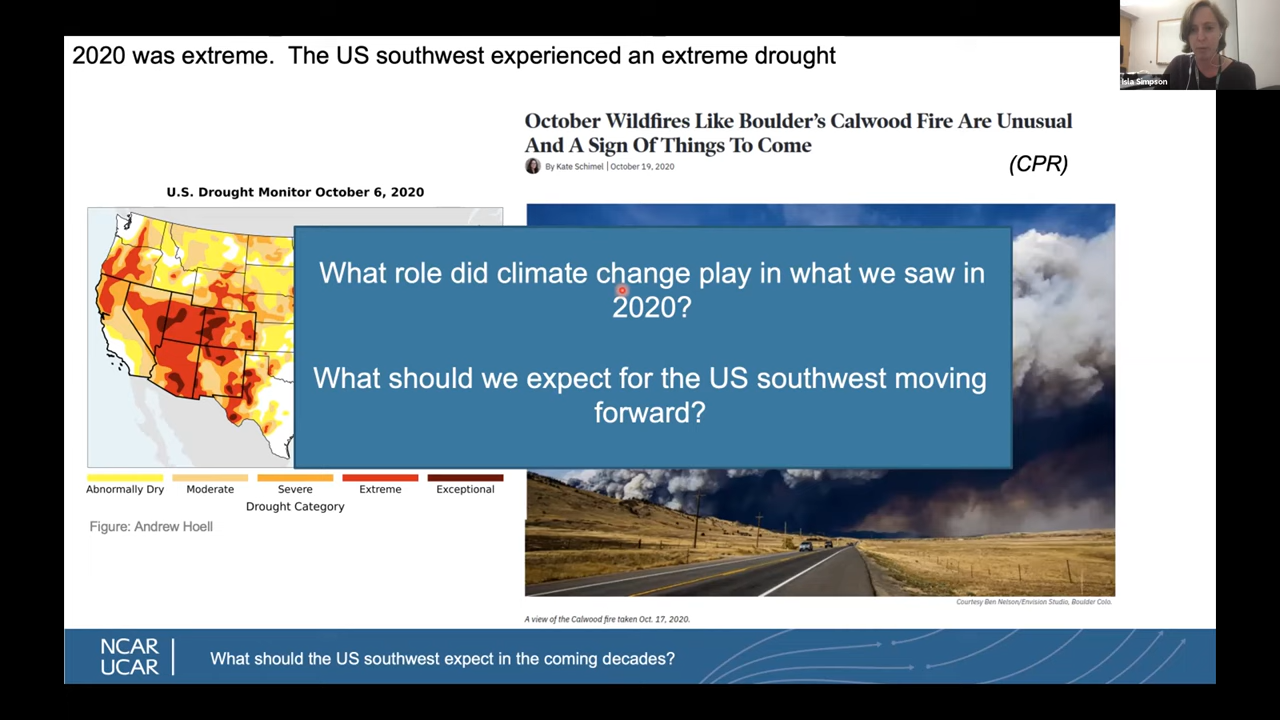 2020 was extreme.  The US southwest experienced an extreme drought
Isla Simpson
October Wildfires Like Boulder's Calwood Fire Are Unusual
And A Sign Of Things To Come
By Kate Schimel | October 19, 2020
(CPR)
U.S. Drought Monitor October 6, 2020
What role did climate change play in what we saw in
2020?
What should we expect for the US southwest moving
forward?
Abnormally Dry Moderate Severe Extreme Exceptional
Drought Category
Figure: Andrew Hoell
Courtesy Ben Nelson/Envision Studio, Boulder Colo.
A view of the Calwood fire taken Oct. 17, 2020.
NCAR
UCAR
What should the US southwest expect in the coming decades?